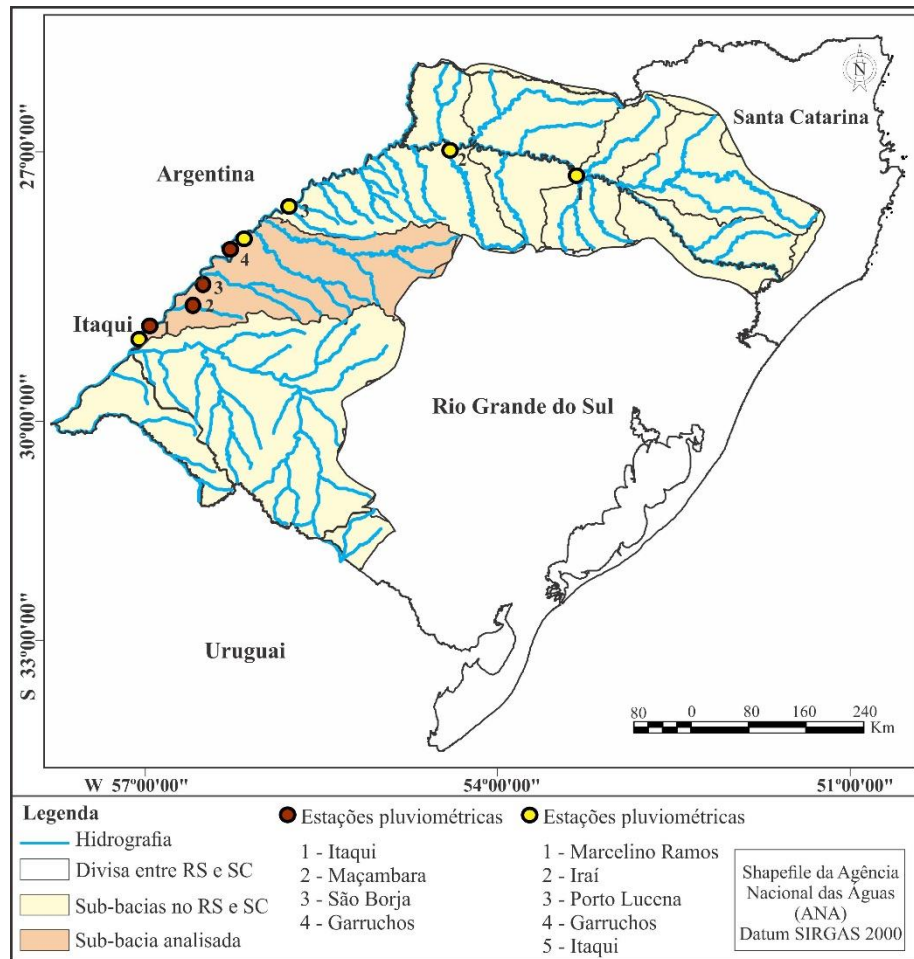 N
Santa Catarina
27°00'00"
Argentina
2
1
3
4
3
2
Itaqui
1
Rio Grande do Sul
30°00'00"
Uruguai
S 33°00'00"
80 0 80 160 240
Km
W 57°00'00" 54°00'00" 51°00'00"
Legenda
Hidrografia
Divisa entre RS e SC
Sub-bacias no RS e SC
Sub-bacia analisada
Estações pluviométricas
1 - Itaqui
2 - Maçambara
3 - São Borja
4 - Garruchos
Estações pluviométricas
1 - Marcelino Ramos
2 - Iraí
3 - Porto Lucena
4 - Garruchos
5 - Itaqui
Shapefile da Agência
Nacional das Águas
(ANA)
Datum SIRGAS 2000